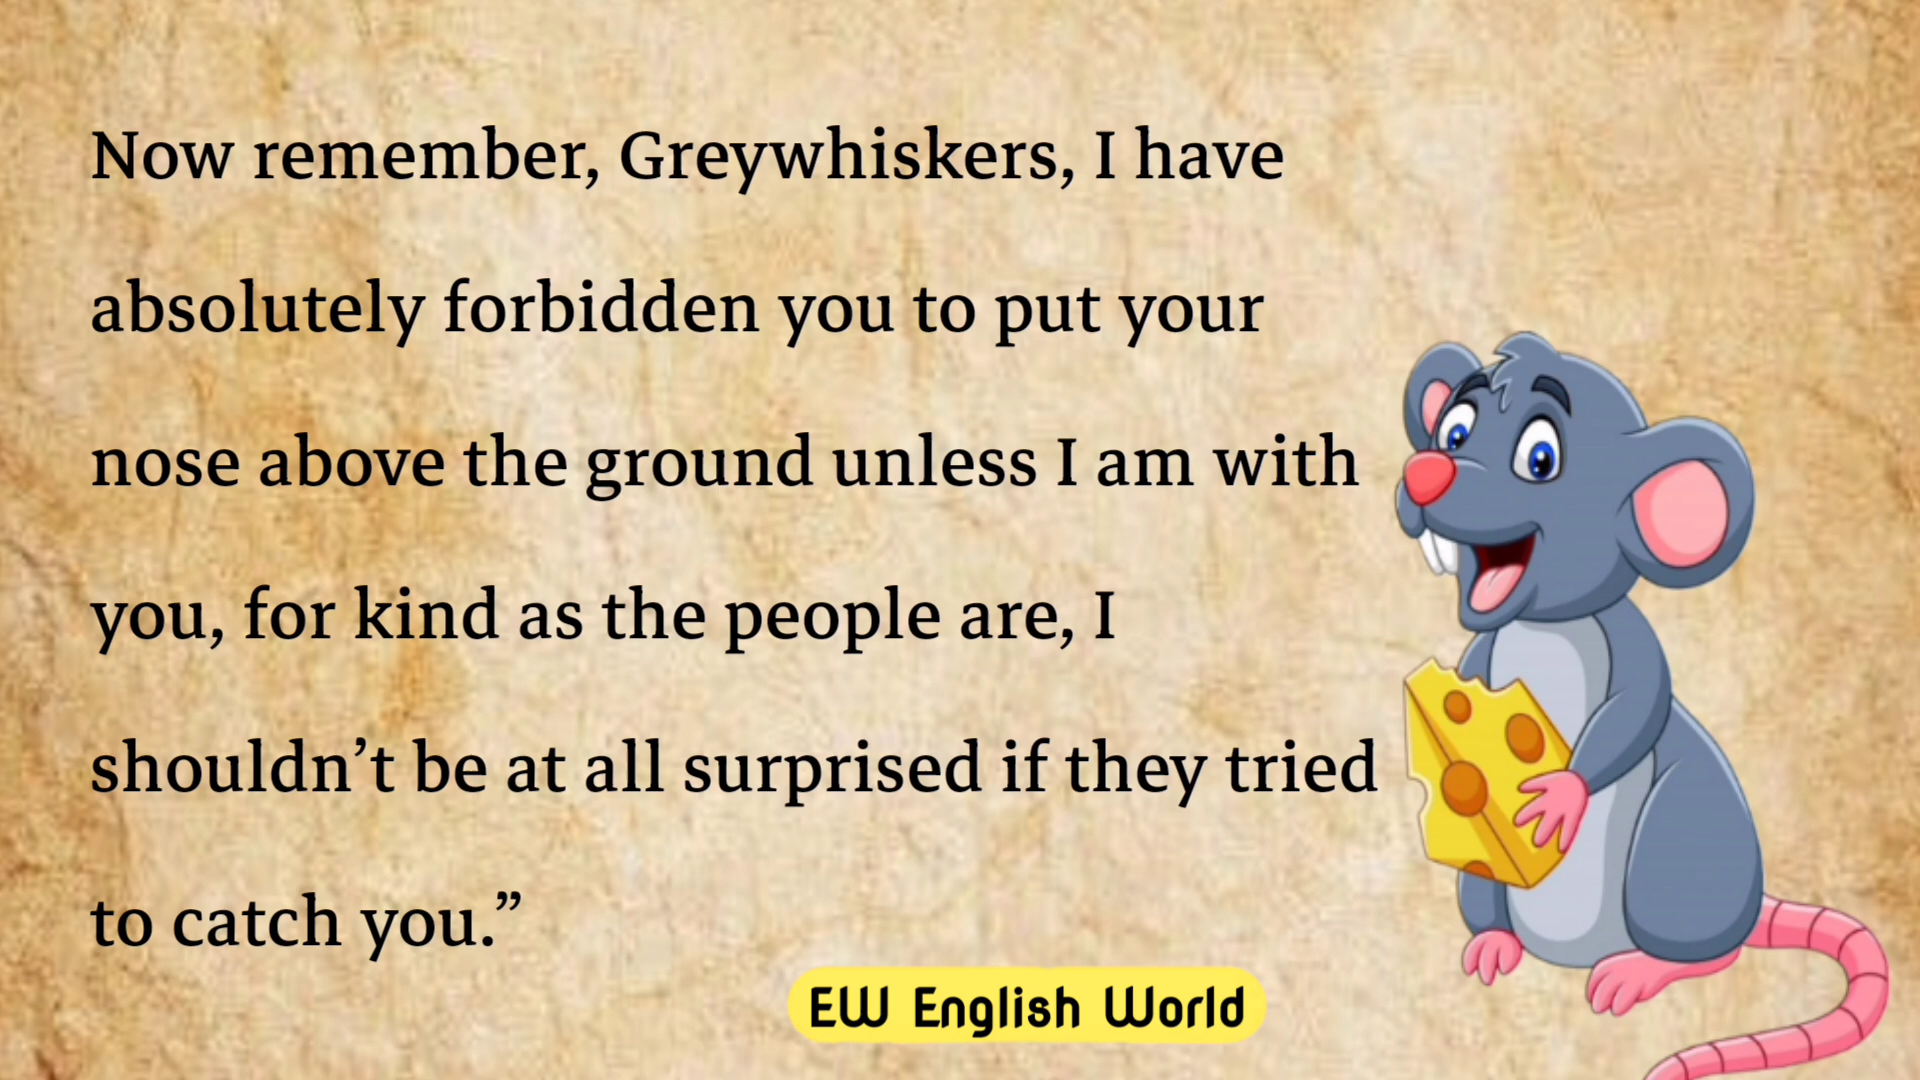 Now remember, Greywhiskers, I have
absolutely forbidden you to put your
nose above the ground unless I am with
you, for kind as the people are, I
shouldn’t be at all surprised if they tried
to catch you.”
EW English World